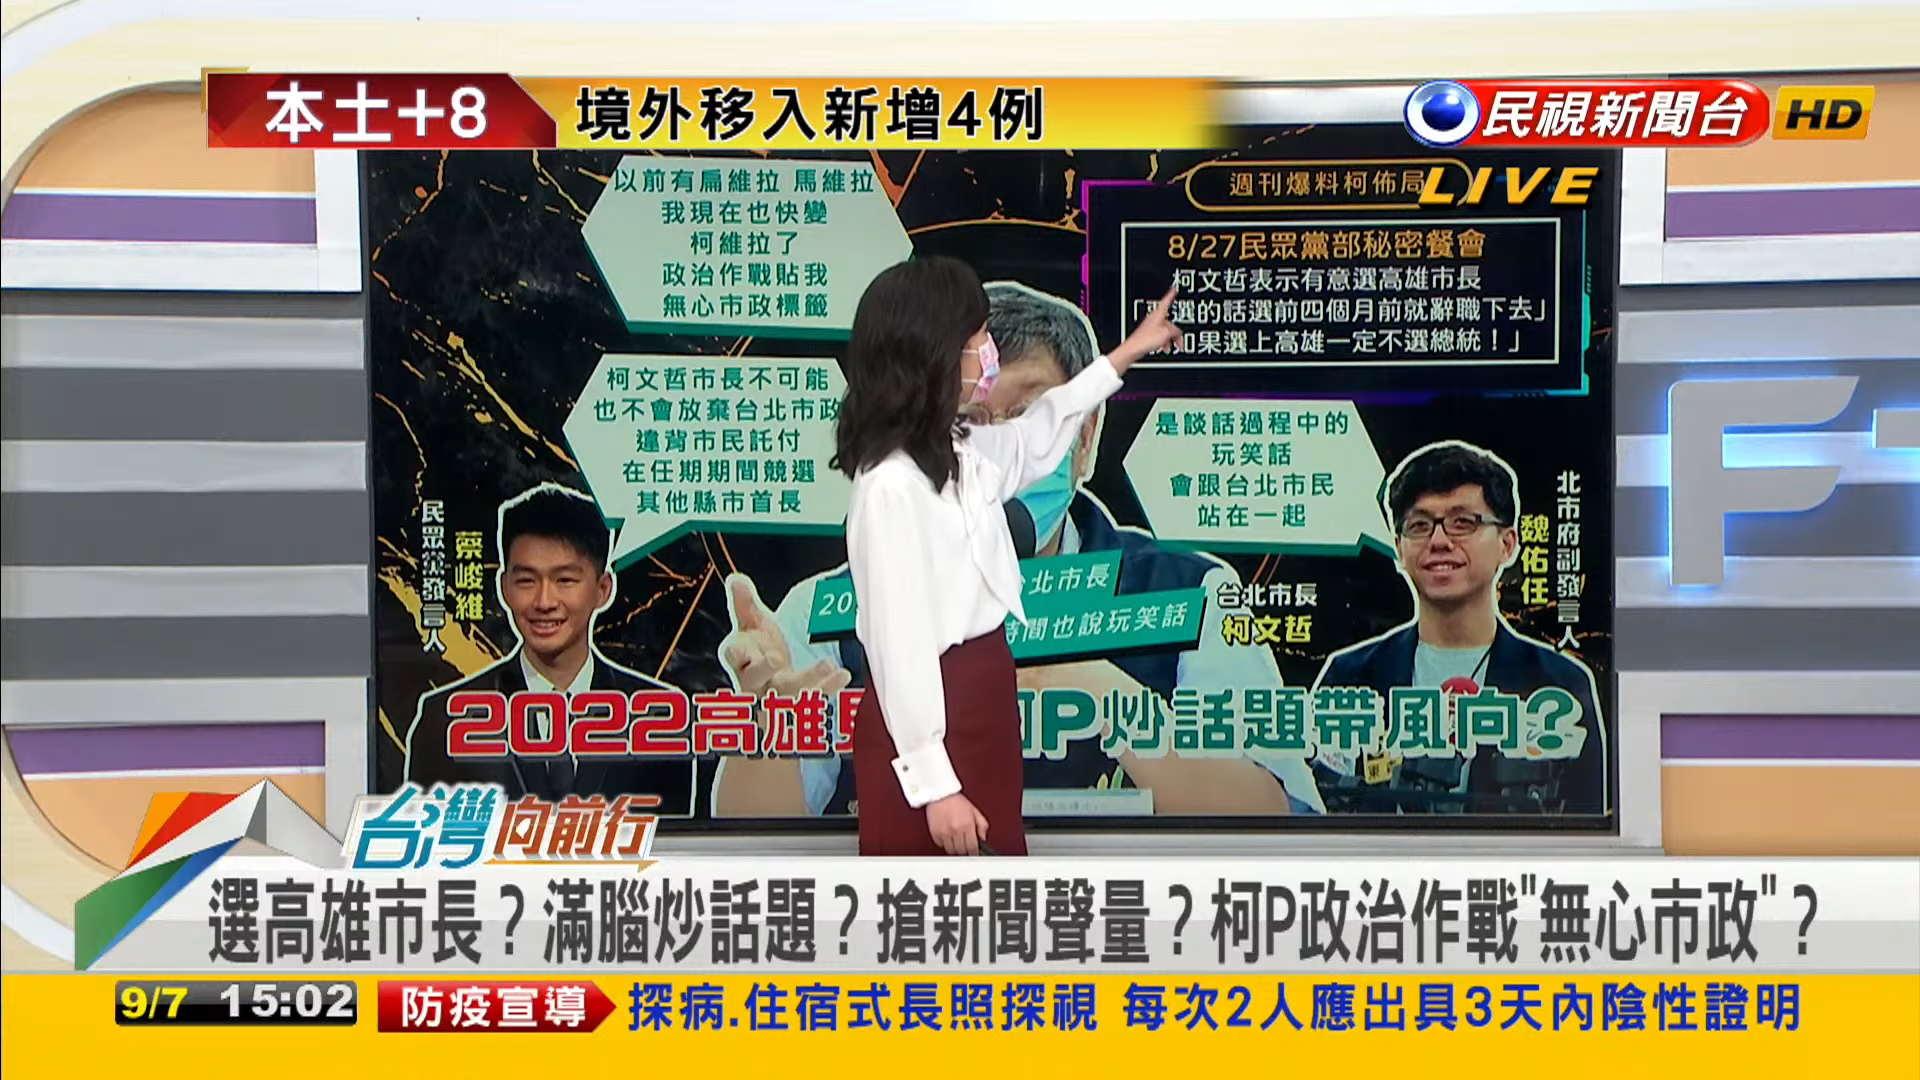 本土+8
境外移入新增4例
民視新聞台
HD
LIVE
以前有扁維拉 馬維拉
我現在也快變
柯維拉了
政治作戰貼我
無心市政標籤
週刊爆料柯佈局
8/27民眾黨部秘密餐會
柯文哲表示有意選高雄市長
選的話選前四個月前就辭職下去」
如果選上高雄一定不選總統!」
柯文哲市長不可能
也不會放棄台北市政
違背市民託付
在任期期間競選
其他縣市首長
是談話過程中的
玩笑話
會跟台北市民
站在一起
民眾黨發言人
蔡峻維
北市府副發言人
魏佑任
台北市長
柯文哲
20
北市長
時間也說玩笑話
2022高雄
P炒話題帶風向?
台灣向前行
選高雄市長?滿腦炒話題?搶新聞聲量?柯P政治作戰"無心市政"?
9/7 15:02
防疫宣導
探病.住宿式長照探視 每次2人應出具3天內陰性證明